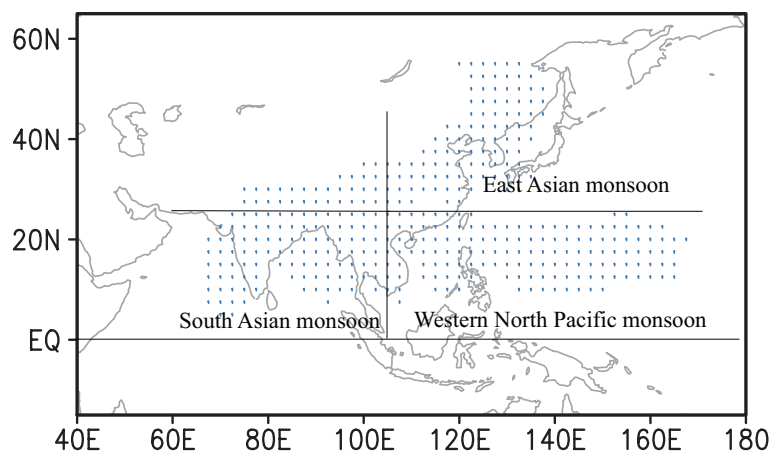 60N
40N
East Asian monsoon
20N
South Asian monsoon
Western North Pacific monsoon
EQ
40E 60E 80E 100E 120E 140E 160E 180